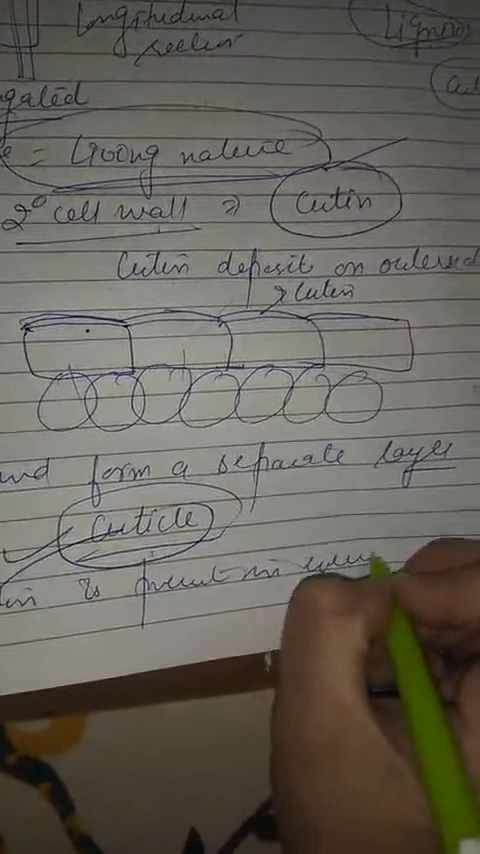 Longitudinal
section
Lignin
gated
= Living nature
2° cell wall ⇒ Cutin
Cutin deposit on outer
Cutin
and form a separate layer
Cuticle
is present in